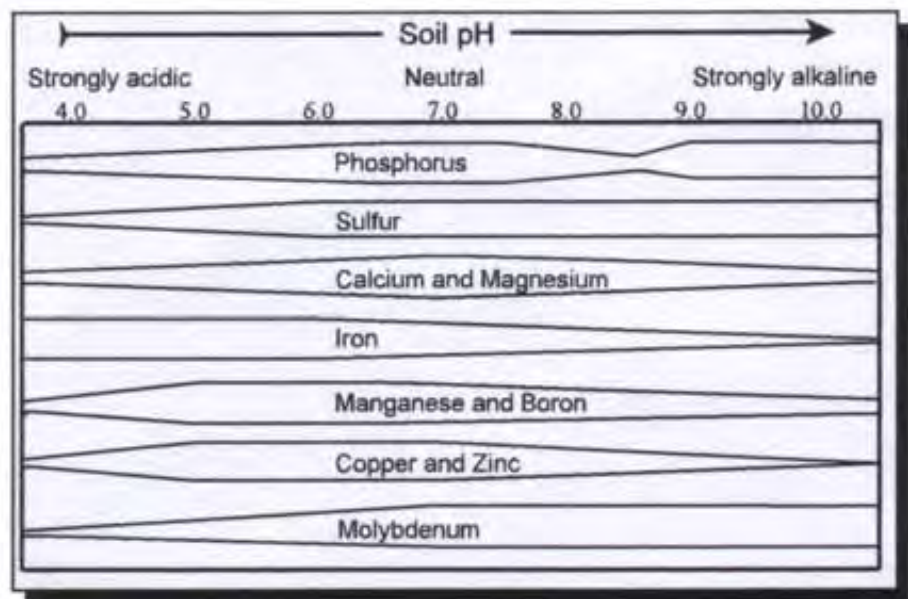 Soil pH
Strongly acidic Neutral Strongly alkaline
4.0 5.0 6.0 7.0 8.0 9.0 10.0
Phosphorus
Sulfur
Calcium and Magnesium
Iron
Manganese and Boron
Copper and Zinc
Molybdenum